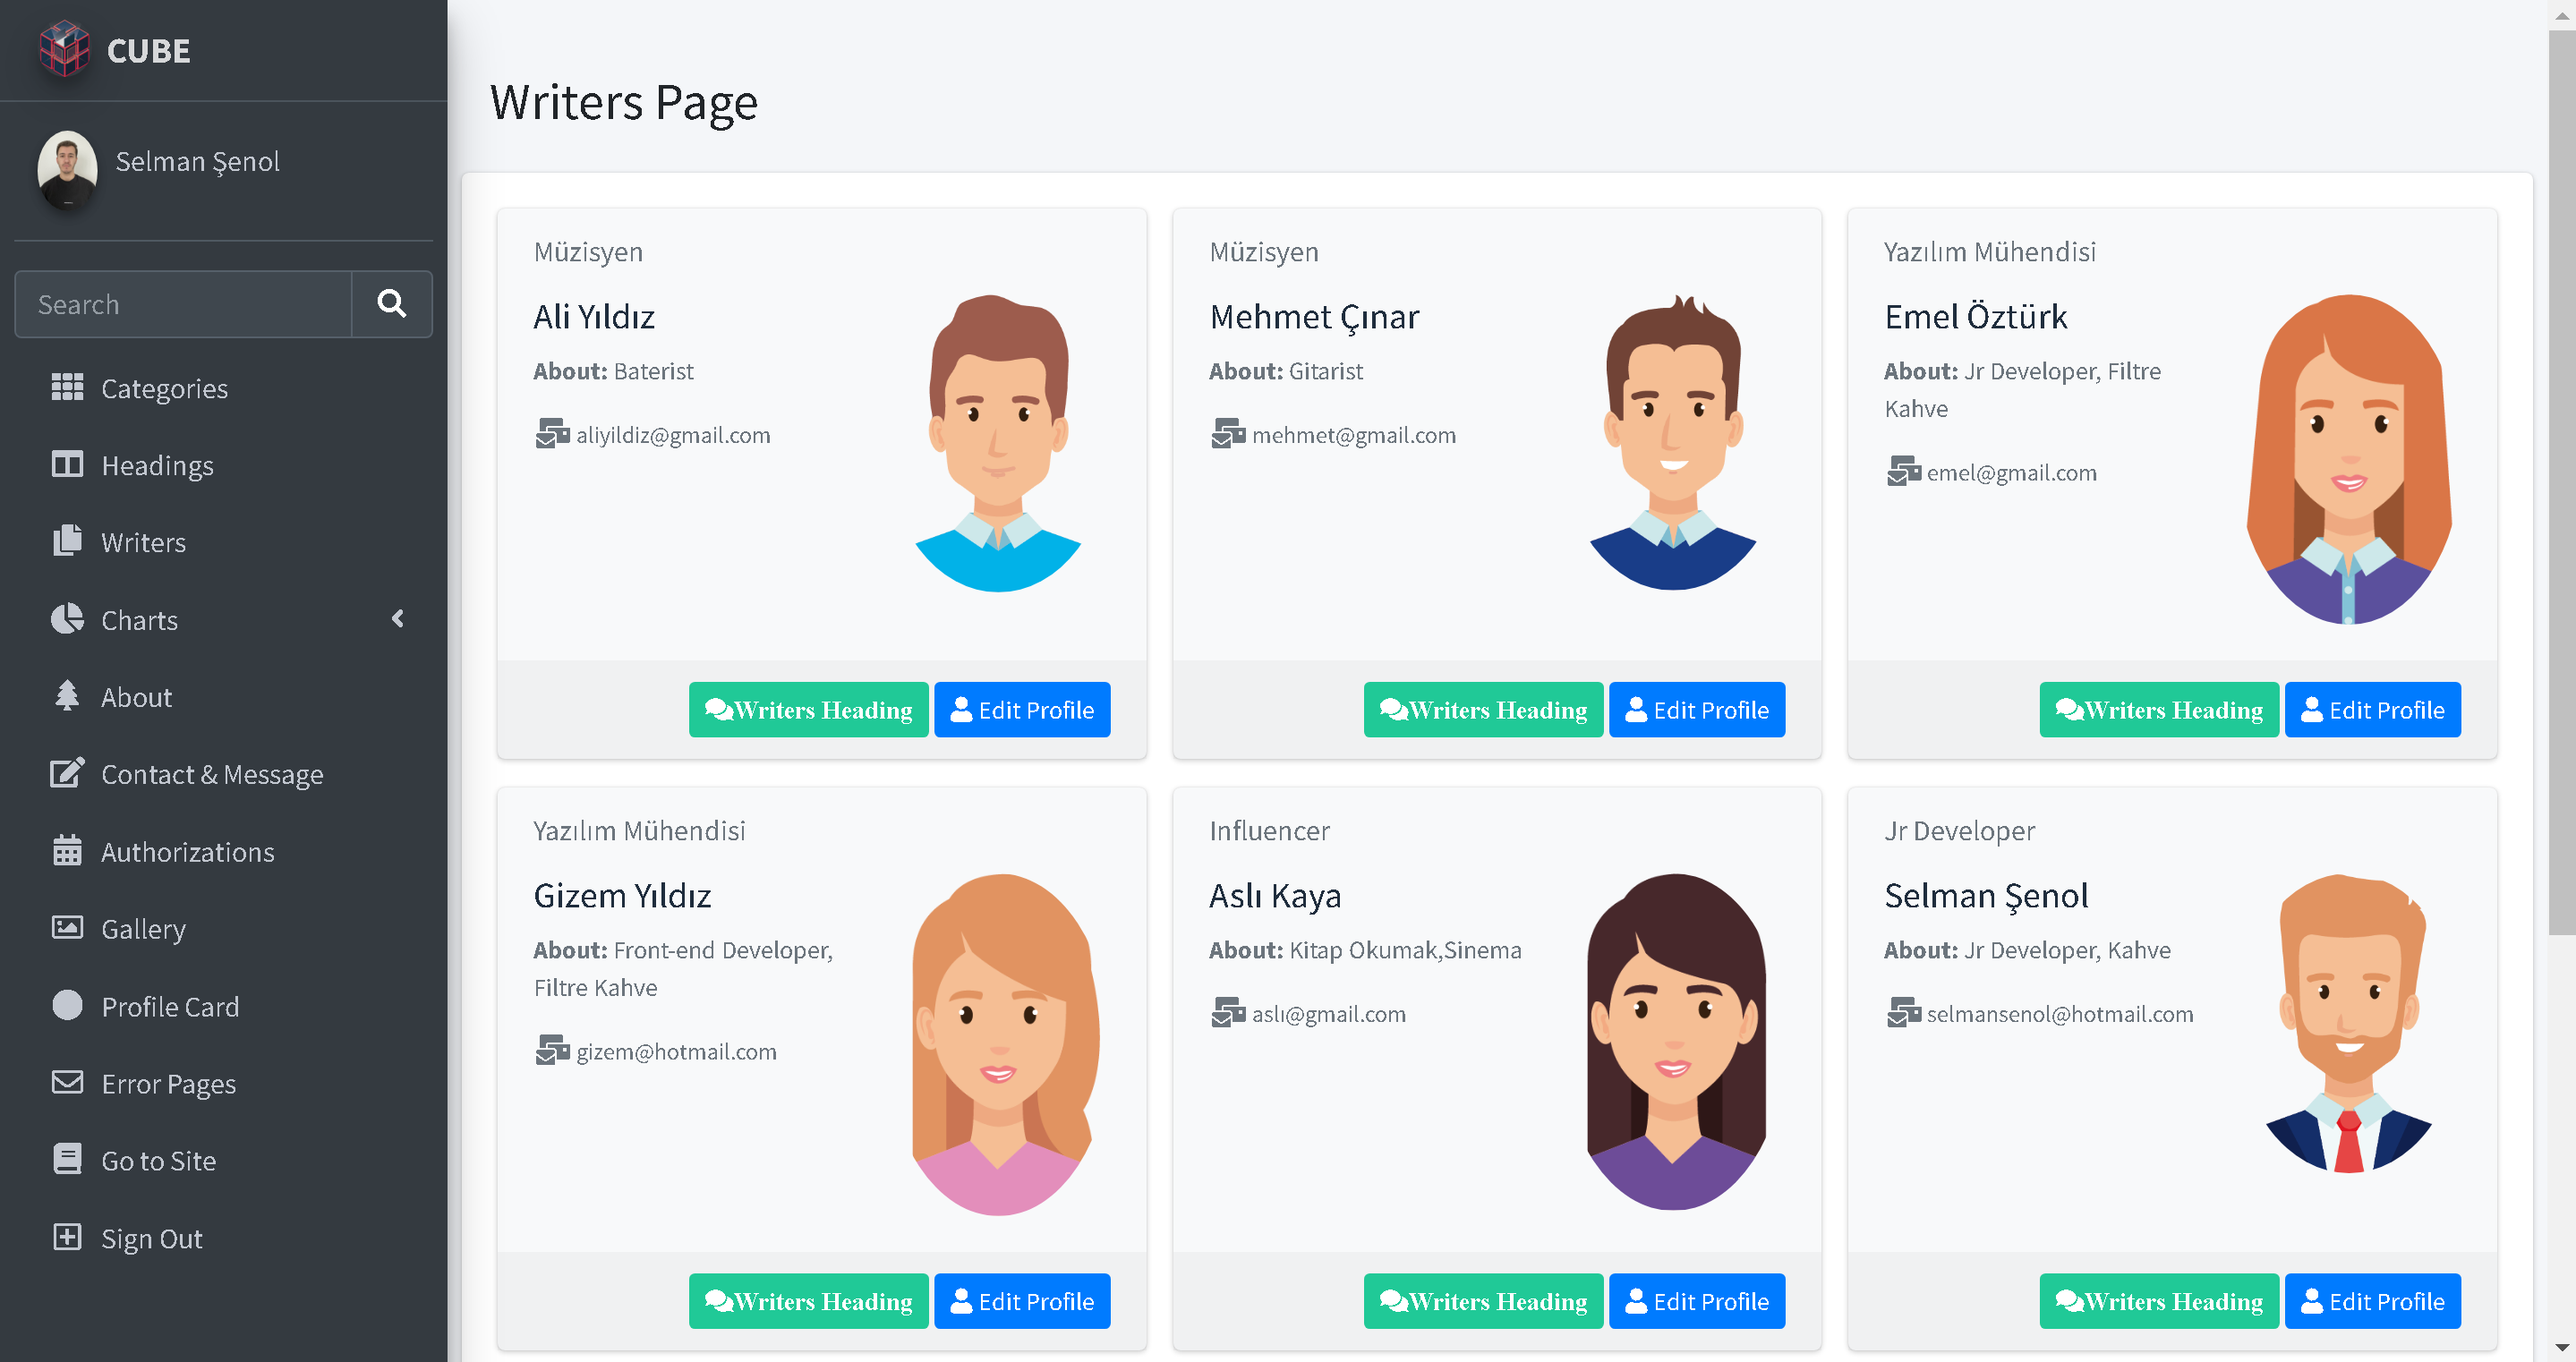 CUBE
Selman Şenol
Search
Categories
Headings
Writers
Charts
About
Contact & Message
Authorizations
Gallery
Profile Card
Error Pages
Go to Site
Sign Out
Writers Page
Müzisyen
Ali Yıldız
About: Baterist
aliyildiz@gmail.com
Writers Heading
Edit Profile
Müzisyen
Mehmet Çınar
About: Gitarist
mehmet@gmail.com
Writers Heading
Edit Profile
Yazılım Mühendisi
Emel Öztürk
About: Jr Developer, Filtre
Kahve
emel@gmail.com
Writers Heading
Edit Profile
Yazılım Mühendisi
Gizem Yıldız
About: Front-end Developer,
Filtre Kahve
gizem@hotmail.com
Writers Heading
Edit Profile
Influencer
Aslı Kaya
About: Kitap Okumak,Sinema
aslı@gmail.com
Writers Heading
Edit Profile
Jr Developer
Selman Şenol
About: Jr Developer, Kahve
selmansenol@hotmail.com
Writers Heading
Edit Profile